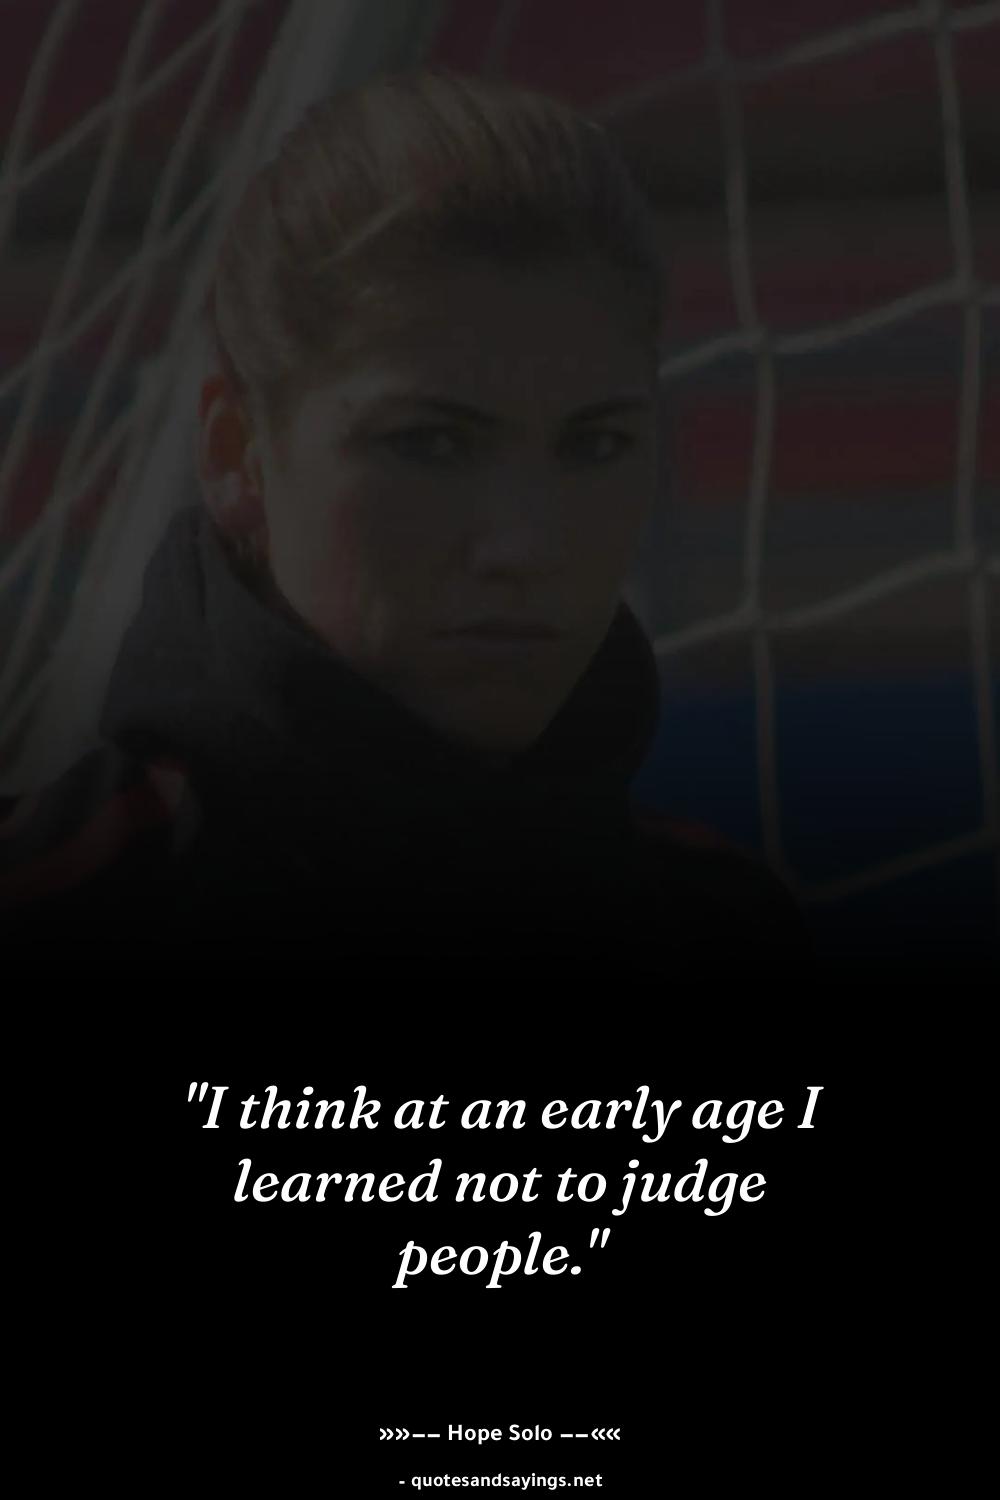 "I think at an early age I
learned not to judge
people."
»»–– Hope Solo ––««
- quotesandsayings.net